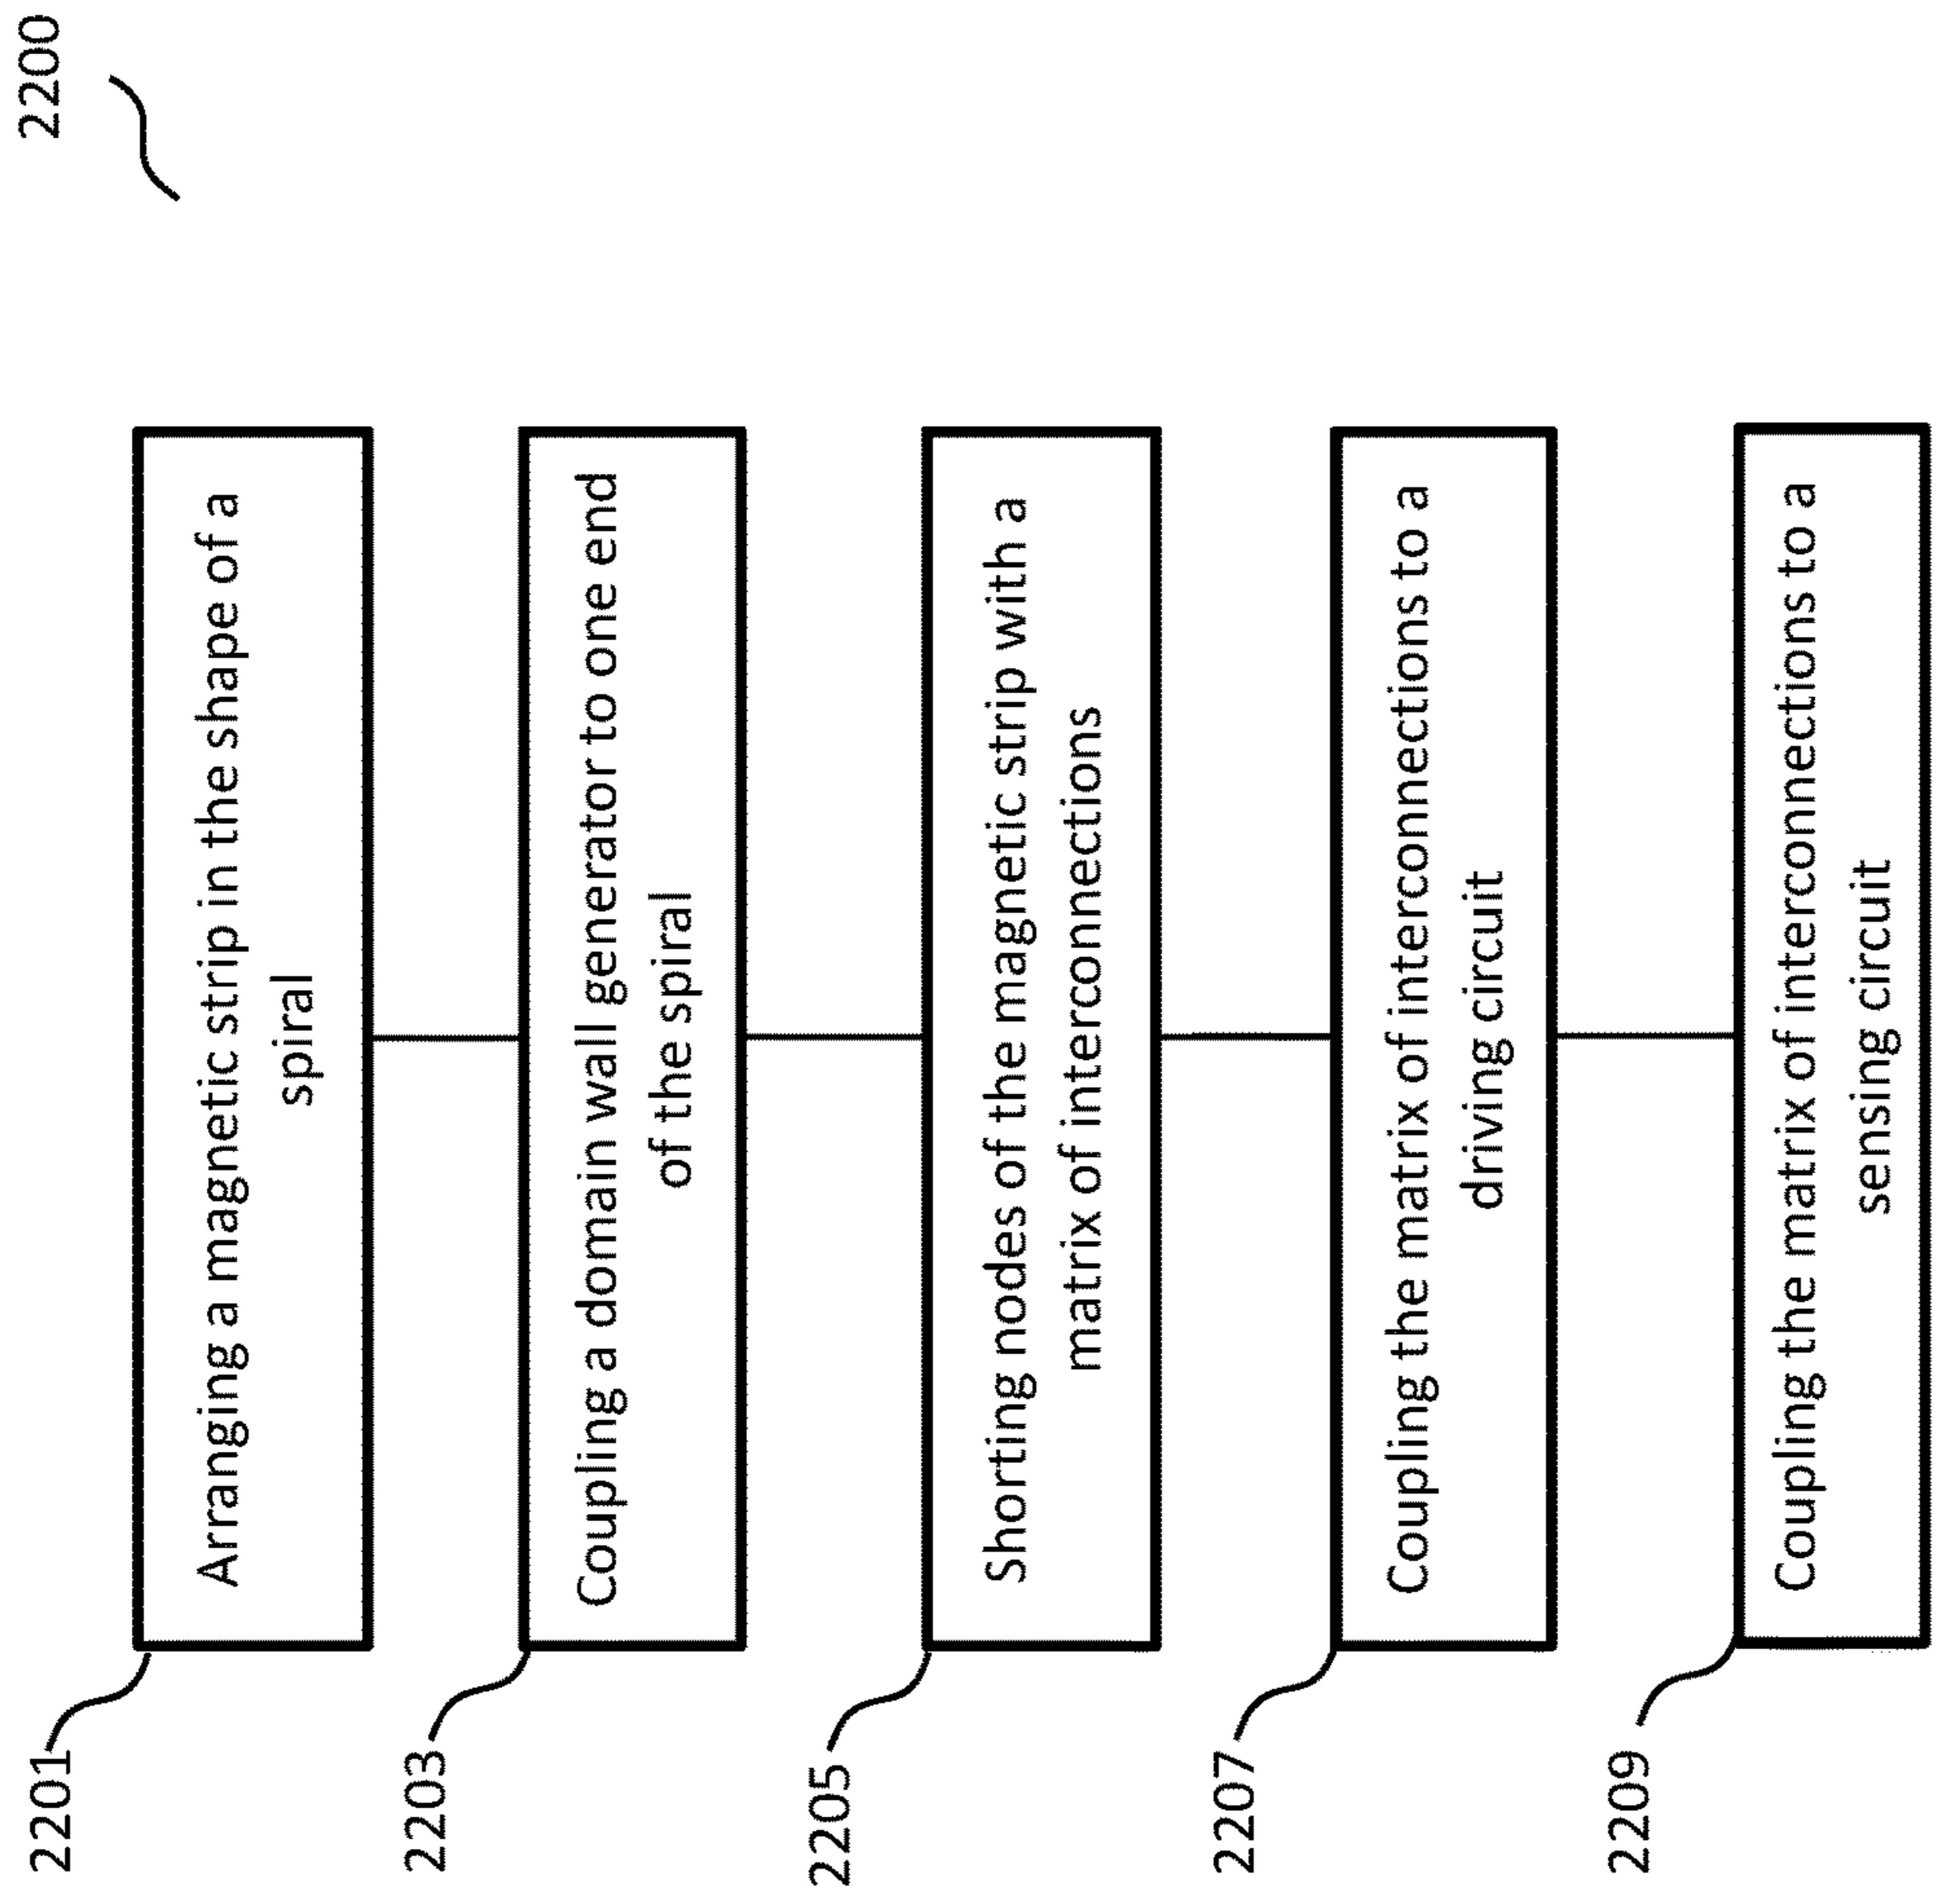 2200
2201
Arranging a magnetic strip in the shape of a
spiral
2203
Coupling a domain wall generator to one end
of the spiral
2205
Shorting nodes of the magnetic strip with a
matrix of interconnections
2207
Coupling the matrix of interconnections to a
driving circuit
2209
Coupling the matrix of interconnections to a
sensing circuit